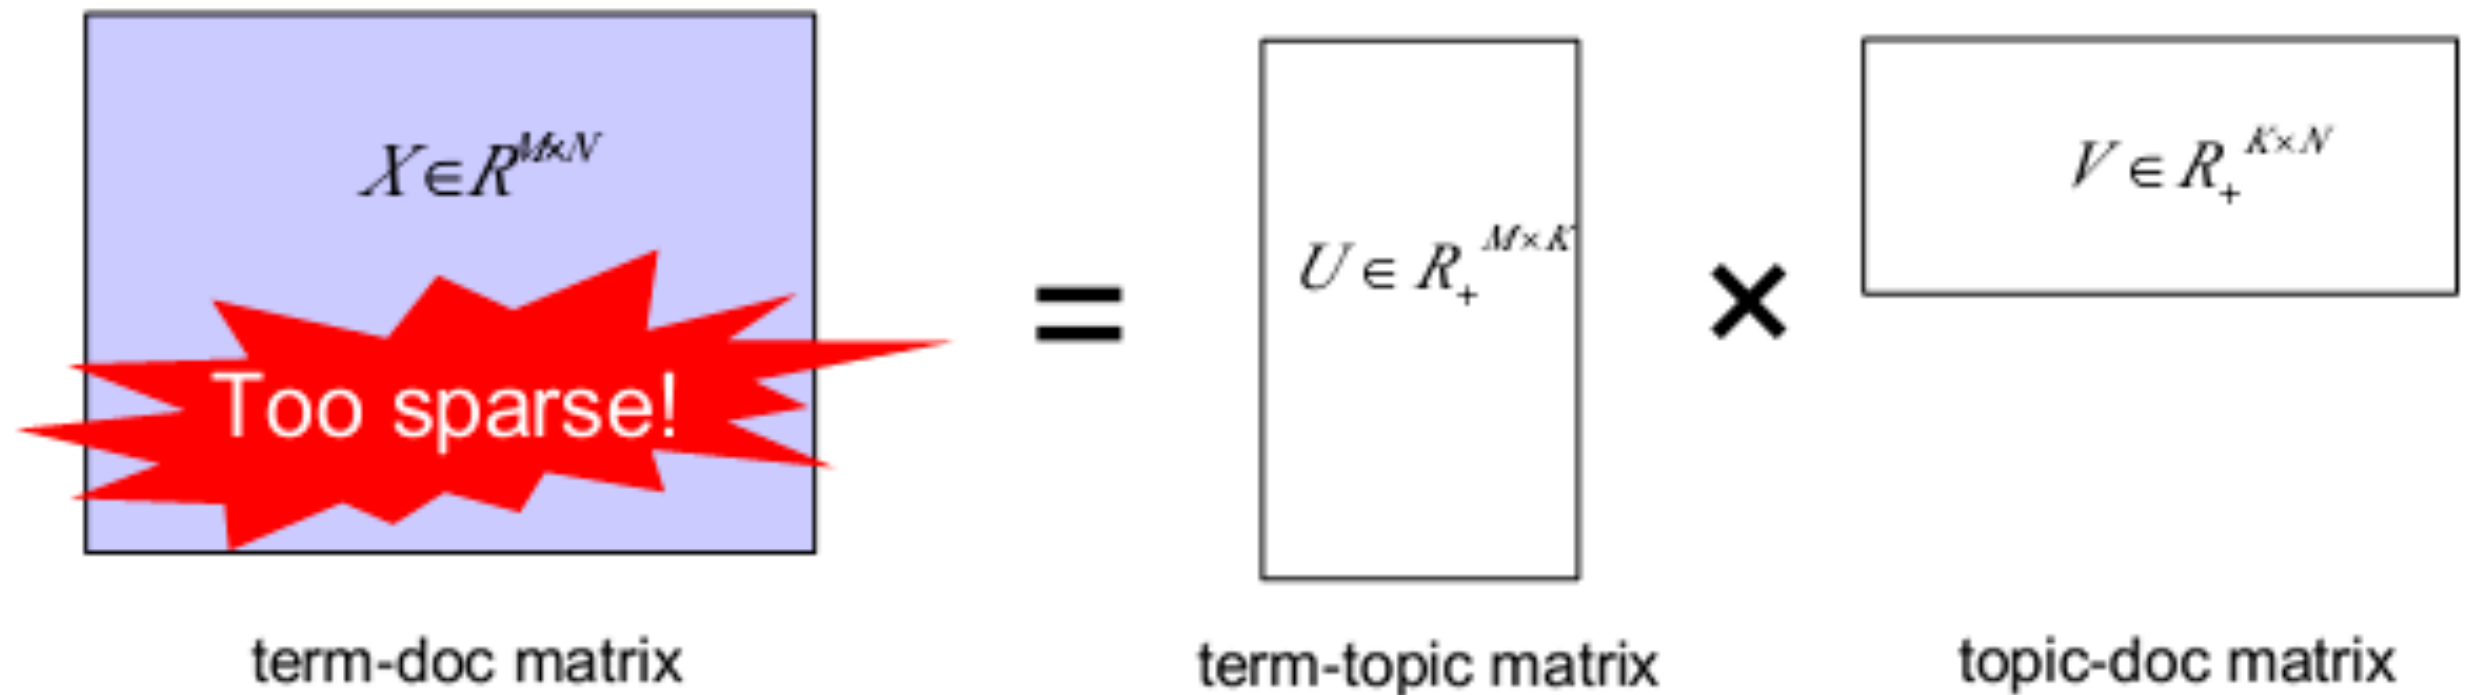 X ∈ R^{M×N}
Too sparse!
term-doc matrix
=
U ∈ R_+^{M×K}
term-topic matrix
×
V ∈ R_+^{K×N}
topic-doc matrix